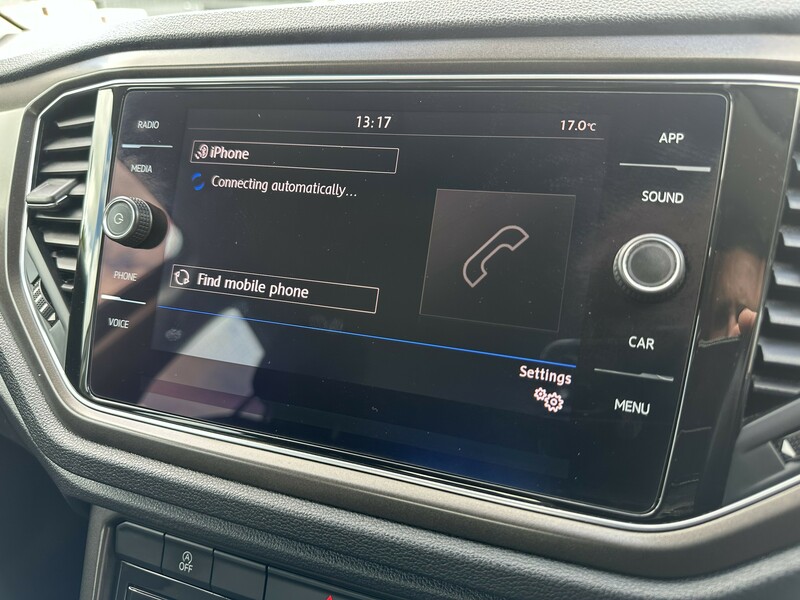 RADIO
MEDIA
PHONE
VOICE
13:17
17.0°C
iPhone
Connecting automatically...
Find mobile phone
Settings
APP
SOUND
CAR
MENU
A
OFF